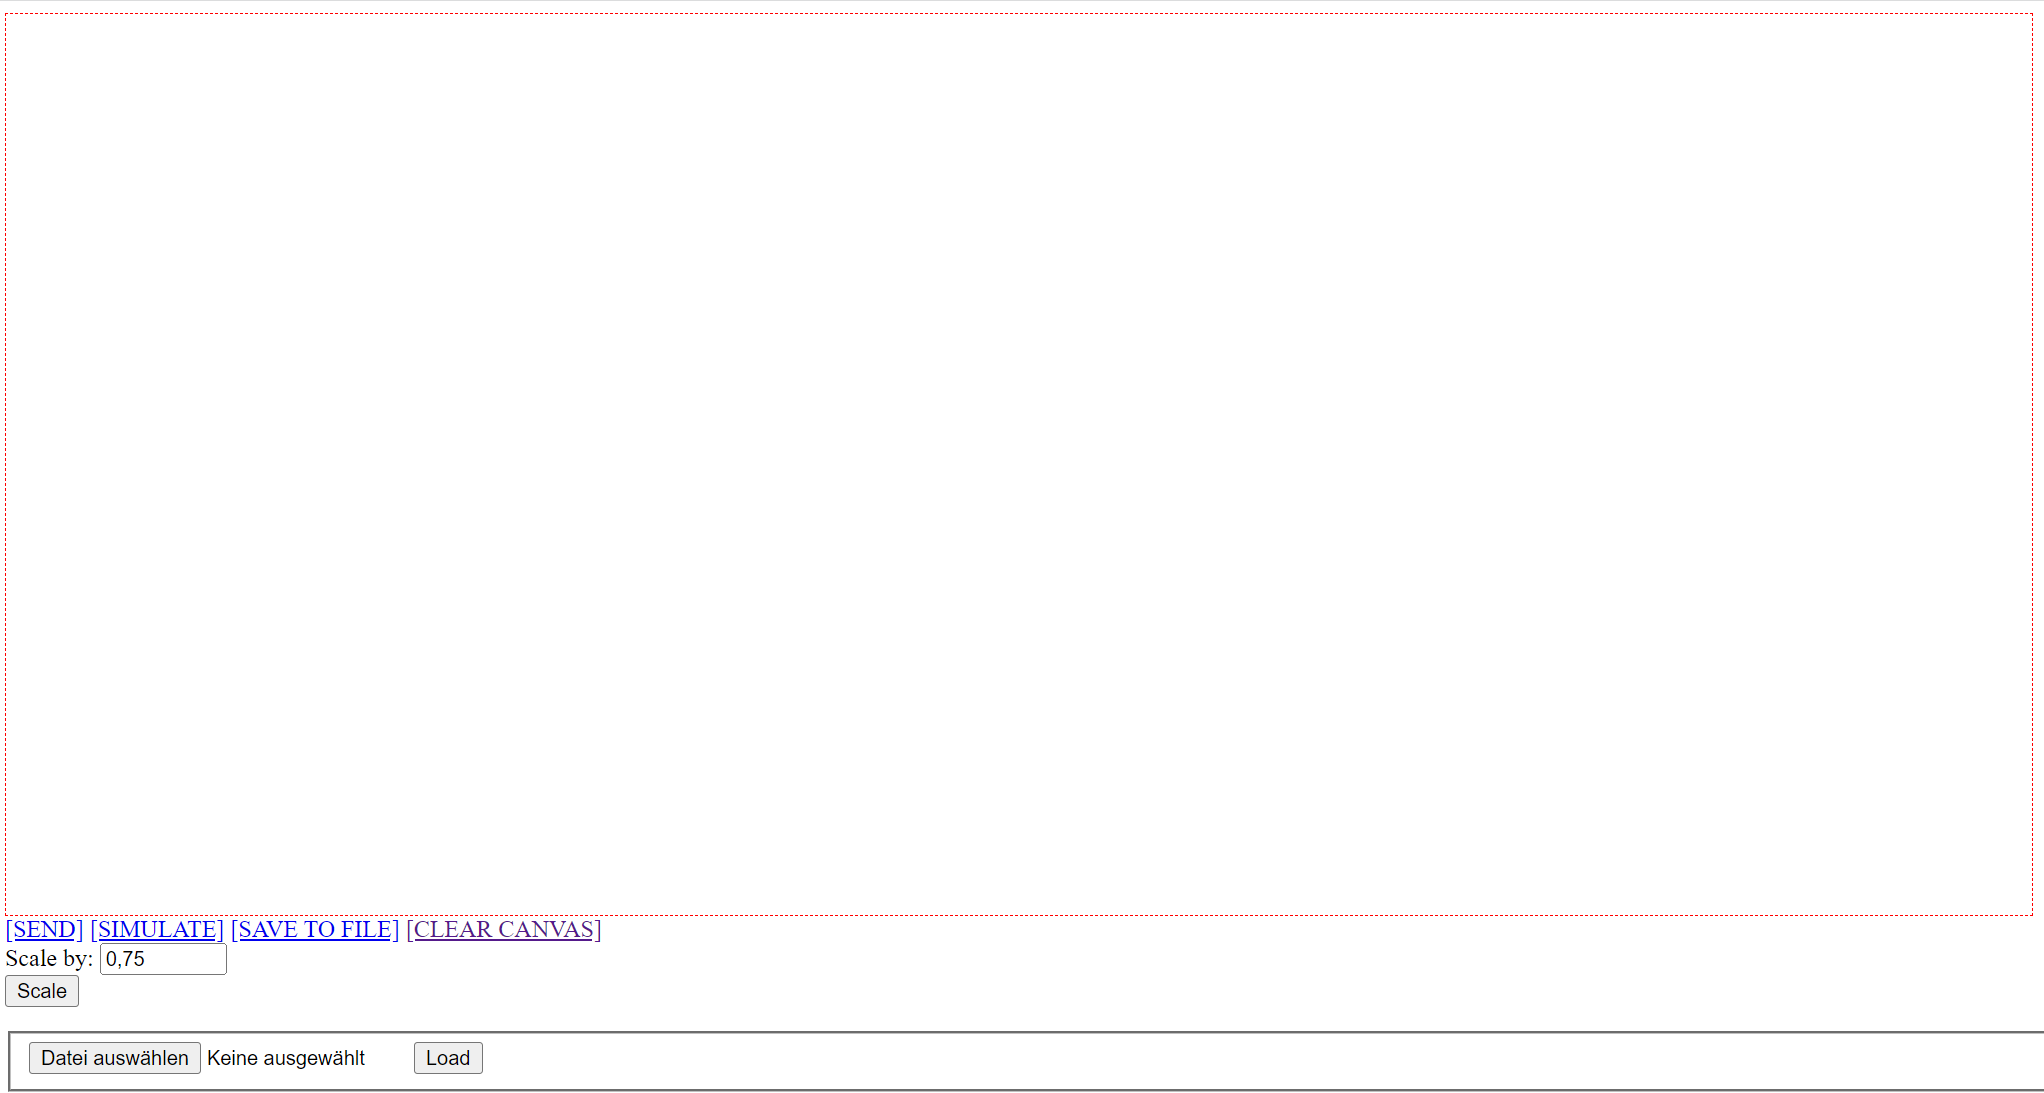 [SEND] [SIMULATE] [SAVE TO FILE] [CLEAR CANVAS]
Scale by: 0,75
Scale
Datei auswählen Keine ausgewählt Load